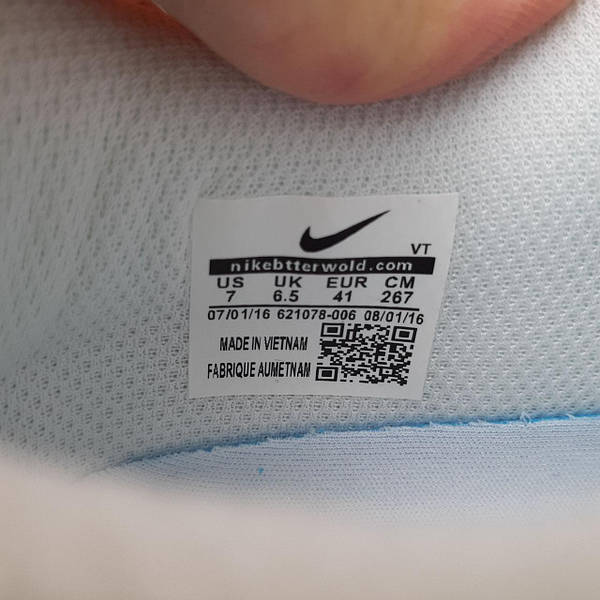 VT
nikebtterwold.com
US UK EUR CM
7 6.5 41 267
07/01/16 621078-006 08/01/16
MADE IN VIETNAM
FABRIQUE AUMETNAM